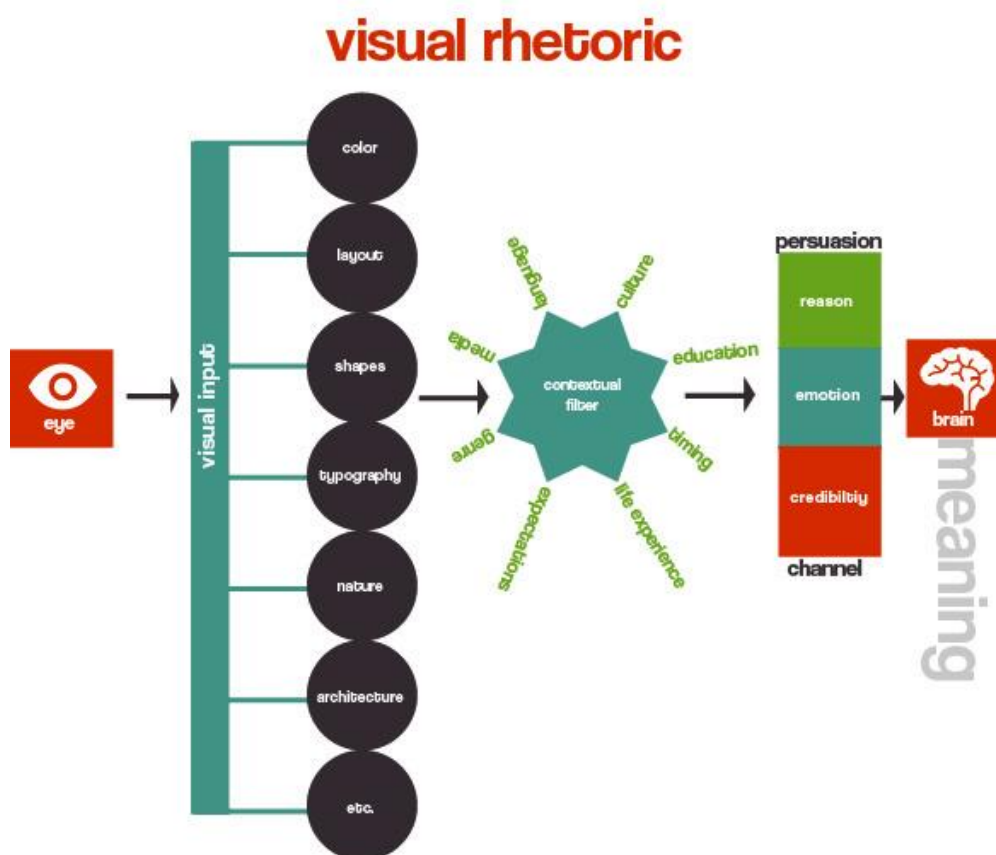 visual rhetoric
eye
visual input
color
layout
shapes
typography
nature
architecture
etc.
contextual
filter
language
culture
media
education
genre
timing
expectations
life experience
persuasion
reason
emotion
credibiltiy
channel
brain
meaning